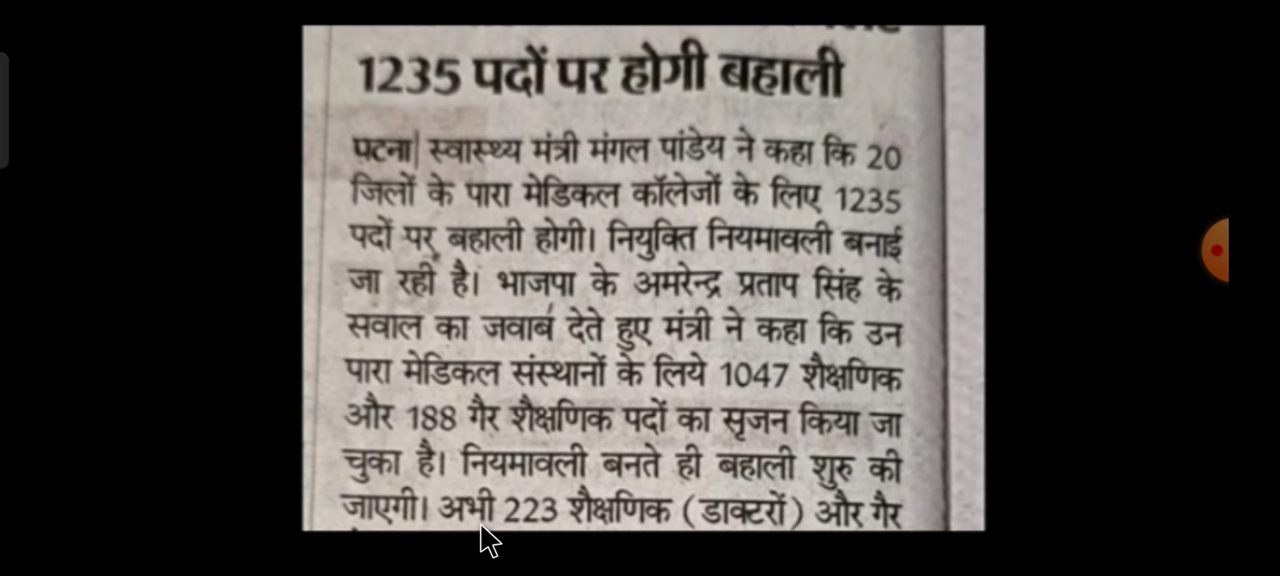 1235 पदों पर होगी बहाली
पटना| स्वास्थ्य मंत्री मंगल पांडेय ने कहा कि 20
जिलों के पारा मेडिकल कॉलेजों के लिए 1235
पदों पर बहाली होगी। नियुक्ति नियमावली बनाई
जा रही है। भाजपा के अमरेन्द्र प्रताप सिंह के
सवाल का जवाब देते हुए मंत्री ने कहा कि उन
पारा मेडिकल संस्थानों के लिये 1047 शैक्षणिक
और 188 गैर शैक्षणिक पदों का सृजन किया जा
चुका है। नियमावली बनते ही बहाली शुरु की
जाएगी। अभी 223 शैक्षणिक (डाक्टरों) और गैर